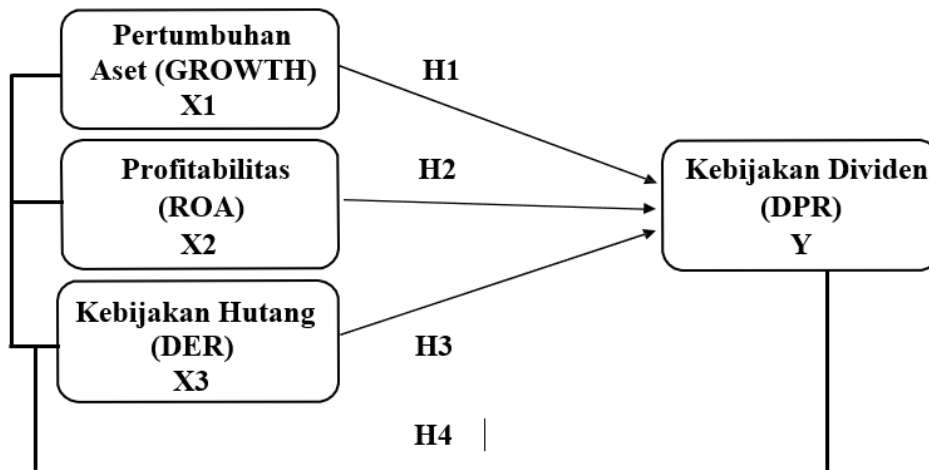 Pertumbuhan
Aset (GROWTH)
X1
H1
Profitabilitas
(ROA)
X2
H2
Kebijakan Dividen
(DPR)
Y
Kebijakan Hutang
(DER)
X3
H3
H4